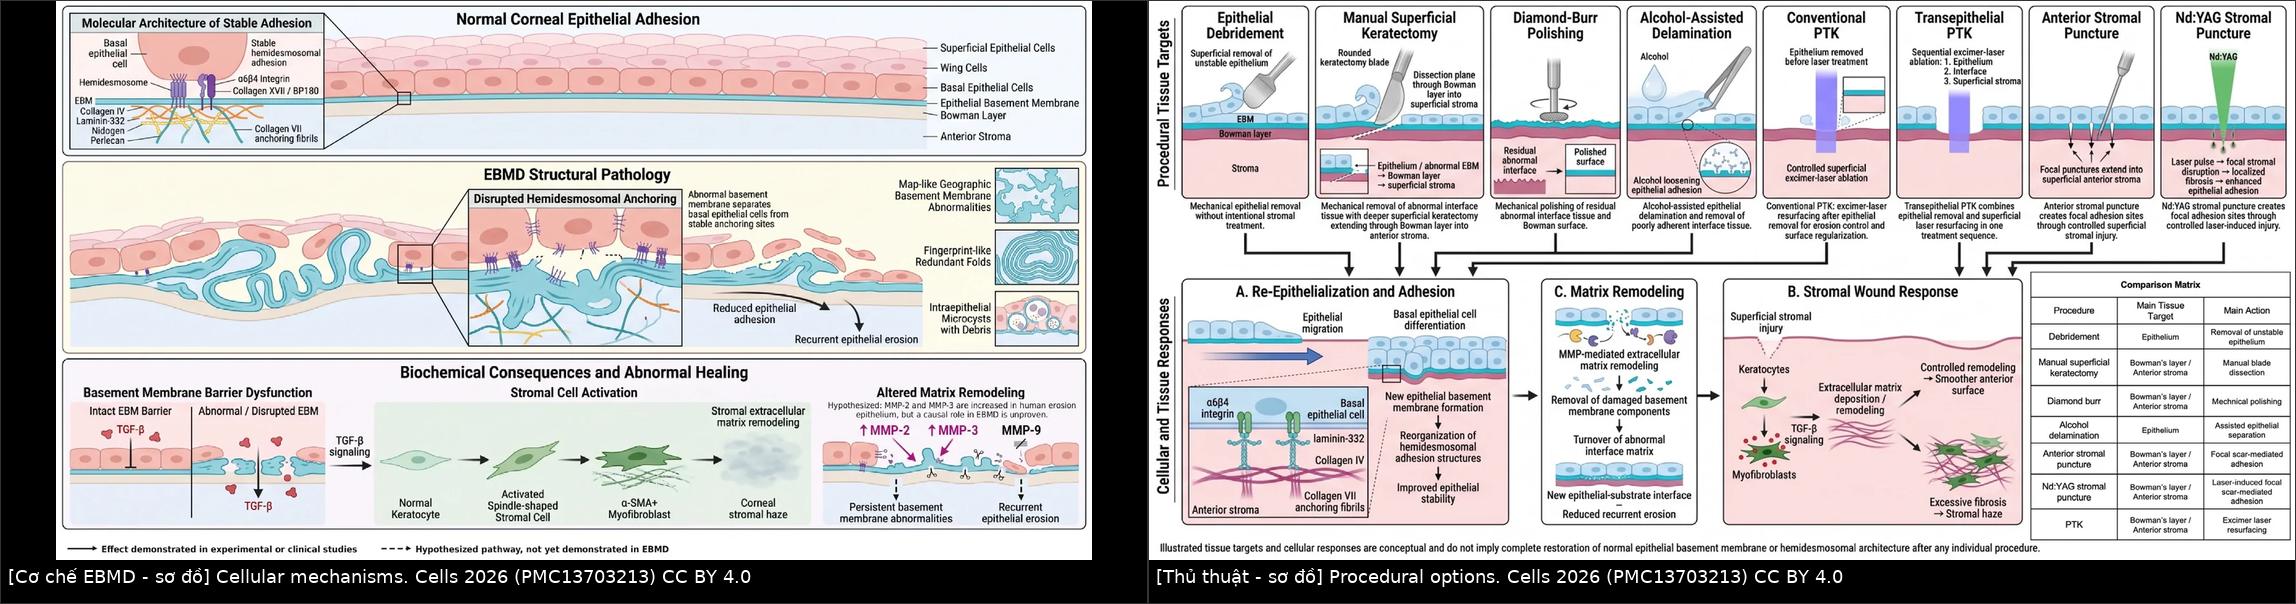 Normal Corneal Epithelial Adhesion
Molecular Architecture of Stable Adhesion
Basal
epithelial
cell
Stable
hemidesmosomal
adhesion
Hemidesmosome
α6β4 Integrin
Collagen XVII / BP180
EBM
Collagen IV
Laminin-332
Nidogen
Perlecan
Collagen VII
anchoring fibrils
Superficial Epithelial Cells
Wing Cells
Basal Epithelial Cells
Epithelial Basement Membrane
Bowman Layer
Anterior Stroma
EBMD Structural Pathology
Disrupted Hemidesmosomal Anchoring
Abnormal basement
membrane separates
basal epithelial cells from
stable anchoring sites
Map-like Geographic
Basement Membrane
Abnormalities
Fingerprint-like
Redundant Folds
Intraepithelial
Microcysts
with Debris
Reduced epithelial
adhesion
Recurrent epithelial erosion
Biochemical Consequences and Abnormal Healing
Basement Membrane Barrier Dysfunction
Intact EBM Barrier
TGF-β
Abnormal / Disrupted EBM
TGF-β
TGF-β
signaling
Stromal Cell Activation
Stromal extracellular
matrix remodeling
Normal
Keratocyte
Activated
Spindle-shaped
Stromal Cell
α-SMA+
Myofibroblast
Corneal
stromal haze
Altered Matrix Remodeling
Hypothesized: MMP-2 and MMP-3 are increased in human erosion
epithelium, but a causal role in EBMD is unproven.
↑ MMP-2 ↑ MMP-3 MMP-9
Persistent basement
membrane abnormalities
Recurrent
epithelial erosion
Effect demonstrated in experimental or clinical studies
Hypothesized pathway, not yet demonstrated in EBMD
[Cơ chế EBMD - sơ đồ] Cellular mechanisms. Cells 2026 (PMC13703213) CC BY 4.0
Procedural Tissue Targets
Epithelial
Debridement
Superficial removal of
unstable epithelium
EBM
Bowman layer
Stroma
Mechanical epithelial removal
without intentional stromal
treatment.
Manual Superficial
Keratectomy
Rounded
keratectomy blade
Dissection plane
through Bowman
layer into
superficial stroma
Epithelium / abnormal EBM
→ Bowman layer
→ superficial stroma
Mechanical removal of abnormal interface
tissue with deeper superficial keratectomy
extending through Bowman layer into
anterior stroma.
Diamond-Burr
Polishing
Residual
abnormal
interface
Polished
surface
Mechanical polishing of residual
abnormal interface tissue and
Bowman surface.
Alcohol-Assisted
Delamination
Alcohol
Alcohol loosening
epithelial adhesion
Alcohol-assisted epithelial
delamination and removal of
poorly adherent interface tissue.
Conventional
PTK
Epithelium removed
before laser treatment
Controlled superficial
excimer-laser ablation
Conventional PTK: excimer-laser
resurfacing after epithelial
removal for erosion control and
surface regularization.
Transepithelial
PTK
Sequential excimer-laser
ablation: 1. Epithelium
2. Interface
3. Superficial stroma
Transepithelial PTK combines
epithelial removal and superficial
laser resurfacing in one
treatment sequence.
Anterior Stromal
Puncture
Focal punctures extend into
superficial anterior stroma
Anterior stromal puncture
creates focal adhesion sites
through controlled superficial
stromal injury.
Nd:YAG Stromal
Puncture
Nd:YAG
Laser pulse → focal stromal
disruption → localized
fibrosis → enhanced
epithelial adhesion
Nd:YAG stromal puncture creates
focal adhesion sites through
controlled laser-induced injury.
Cellular and Tissue Responses
A. Re-Epithelialization and Adhesion
Epithelial
migration
Basal epithelial cell
differentiation
α6β4
integrin
Basal
epithelial cell
laminin-332
Collagen IV
Collagen VII
anchoring fibrils
Anterior stroma
New epithelial basement
membrane formation
Reorganization of
hemidesmosomal
adhesion structures
Improved epithelial
stability
C. Matrix Remodeling
MMP-mediated extracellular
matrix remodeling
Removal of damaged basement
membrane components
Turnover of abnormal
interface matrix
New epithelial-substrate interface
–
Reduced recurrent erosion
B. Stromal Wound Response
Superficial stromal
injury
Keratocytes
Myofibroblasts
TGF-β
signaling
Extracellular matrix
deposition /
remodeling
Controlled remodeling
→ Smoother anterior
surface
Excessive fibrosis
→ Stromal haze
Comparison Matrix
Procedure
Main Tissue
Target
Main Action
Debridement
Epithelium
Removal of unstable
epithelium
Manual superficial
keratectomy
Bowman's layer /
Anterior stroma
Manual blade
dissection
Diamond burr
Bowman's layer /
Anterior stroma
Mechnical polishing
Alcohol
delamination
Epithelium
Assisted epithelial
separation
Anterior stromal
puncture
Bowman's layer /
Anterior stroma
Focal scar-mediated
adhesion
Nd:YAG stromal
puncture
Bowman's layer /
Anterior stroma
Laser-induced focal
scar-mediated
adhesion
PTK
Bowman's layer /
Anterior stroma
Excimer laser
resurfacing
Illustrated tissue targets and cellular responses are conceptual and do not imply complete restoration of normal epithelial basement membrane or hemidesmosomal architecture after any individual procedure.
[Thủ thuật - sơ đồ] Procedural options. Cells 2026 (PMC13703213) CC BY 4.0